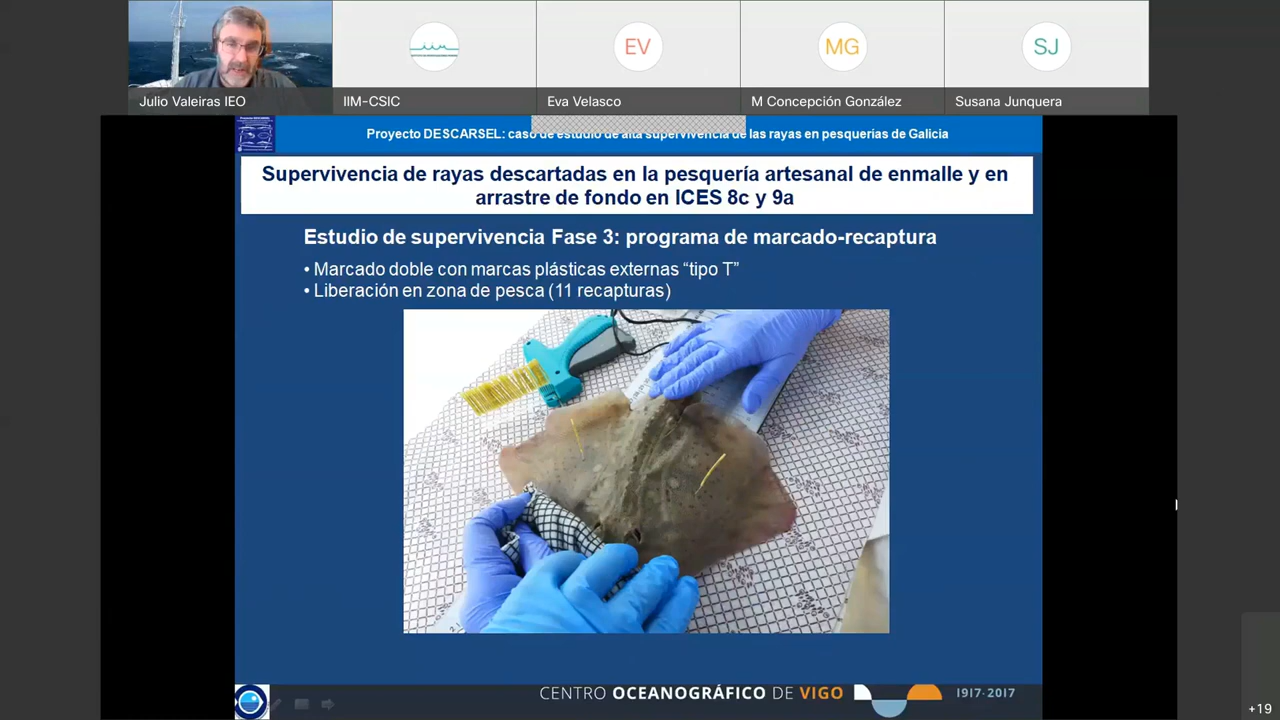 EV
MG
SJ
Julio Valeiras IEO
IIM-CSIC
Eva Velasco
M Concepción González
Susana Junquera
Proyecto DESCARSEL: caso de estudio de alta supervivencia de las rayas en pesquerías de Galicia
Supervivencia de rayas descartadas en la pesquería artesanal de enmalle y en
arrastre de fondo en ICES 8c y 9a
Estudio de supervivencia Fase 3: programa de marcado-recaptura
• Marcado doble con marcas plásticas externas “tipo T”
• Liberación en zona de pesca (11 recapturas)
CENTRO OCEANOGRÁFICO DE VIGO
1917·2017
+19